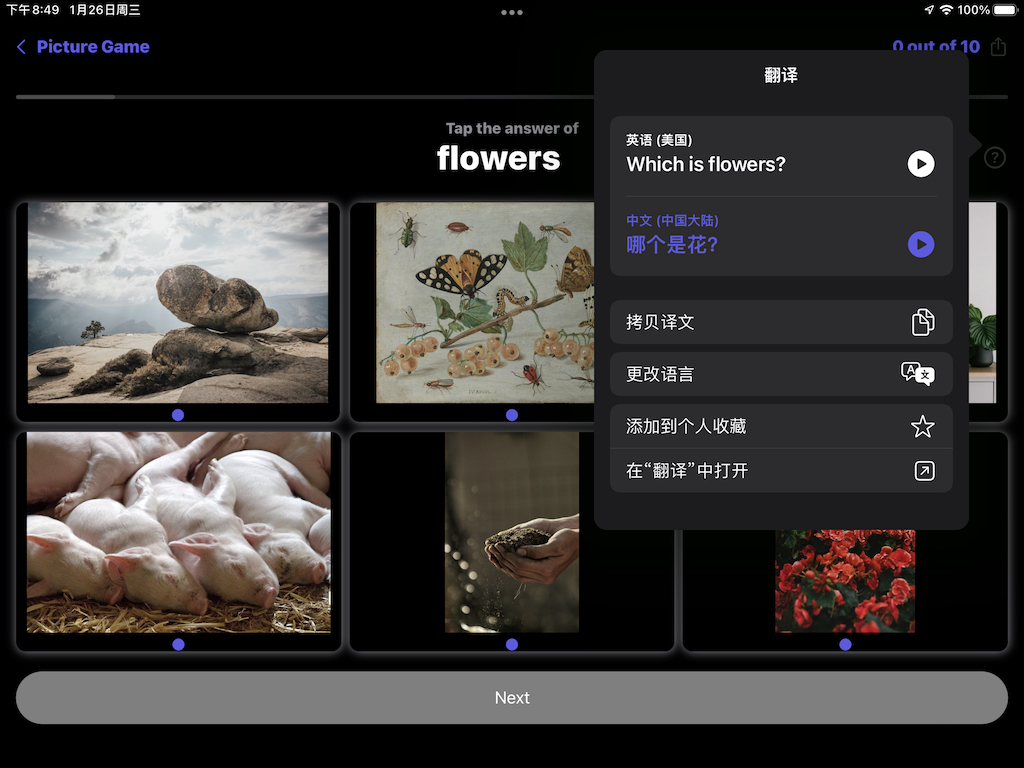 下午8:49 1月26日周三
100%
Picture Game
0 out of 10
翻译
Tap the answer of
flowers
?
英语 (美国)
Which is flowers?
中文 (中国大陆)
哪个是花?
拷贝译文
更改语言
添加到个人收藏
在“翻译”中打开
Next